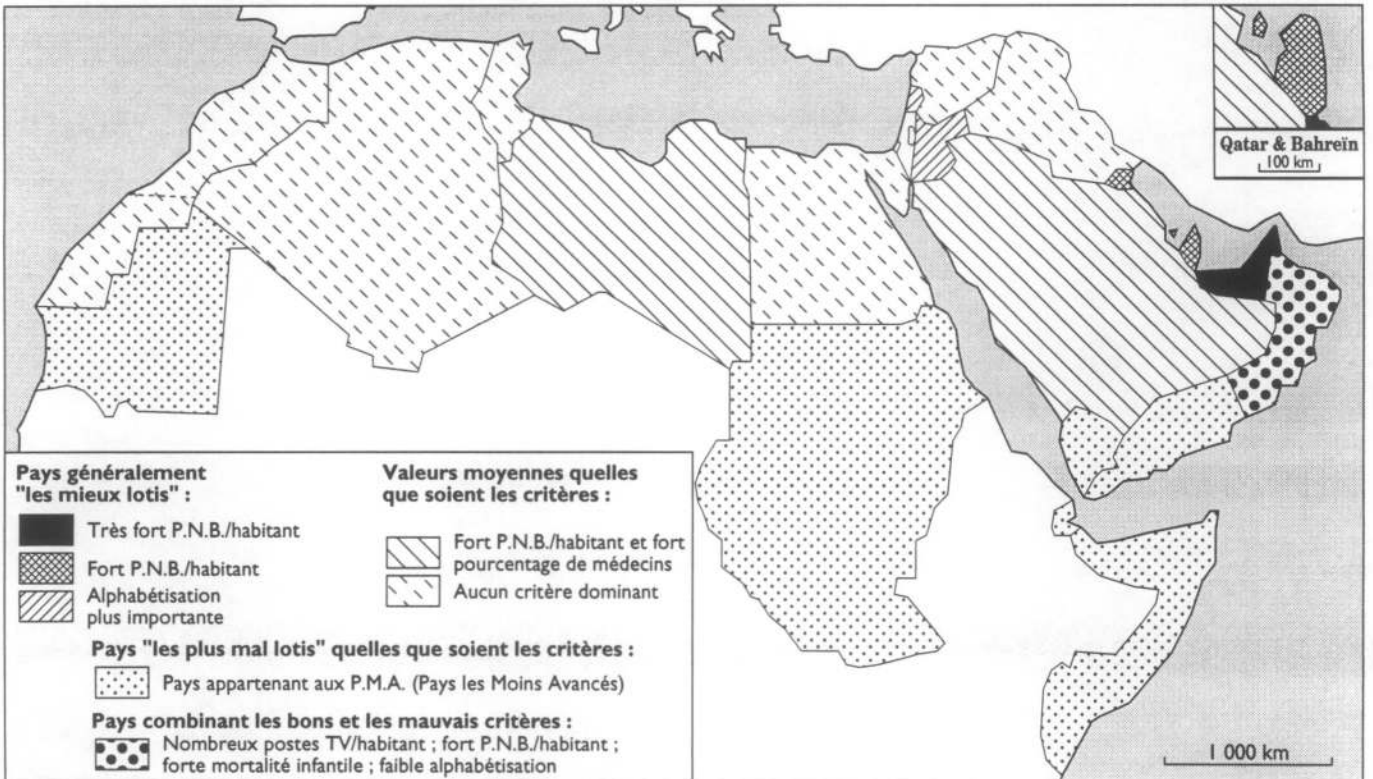 Qatar & Bahreïn
100 km
Pays généralement
"les mieux lotis" :
Très fort P.N.B./habitant
Fort P.N.B./habitant
Alphabétisation
plus importante
Valeurs moyennes quelles
que soient les critères :
Fort P.N.B./habitant et fort
pourcentage de médecins
Aucun critère dominant
Pays "les plus mal lotis" quelles que soient les critères :
Pays appartenant aux P.M.A. (Pays les Moins Avancés)
Pays combinant les bons et les mauvais critères :
Nombreux postes TV/habitant ; fort P.N.B./habitant ;
forte mortalité infantile ; faible alphabétisation
1 000 km